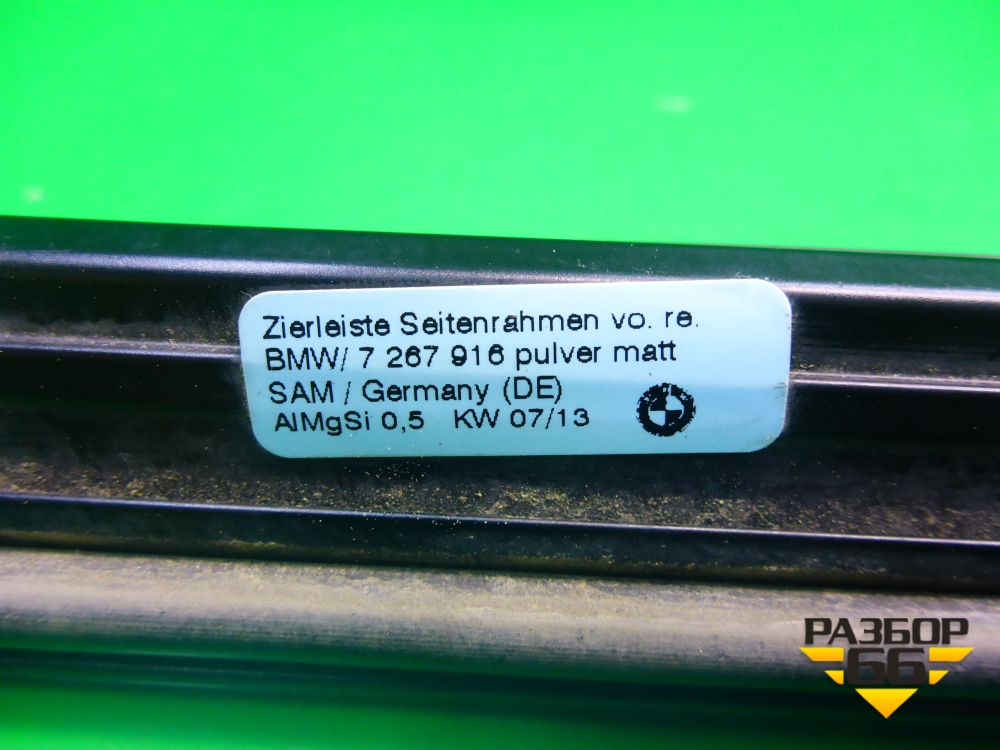 Zierleiste Seitenrahmen vo. re.
BMW/ 7 267 916 pulver matt
SAM / Germany (DE)
AlMgSi 0,5 KW 07/13
РАЗБОР
66